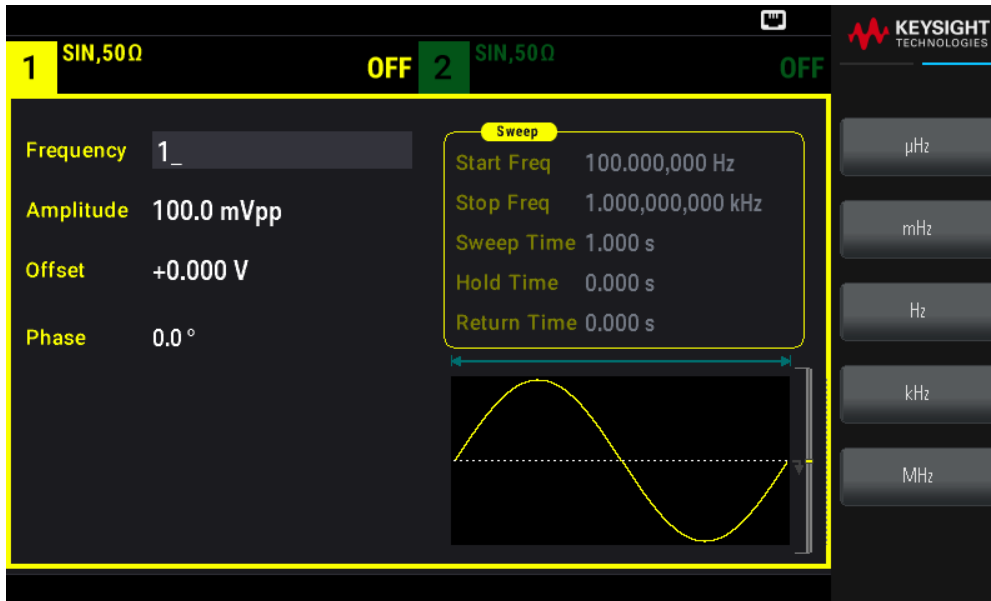 KEYSIGHT
TECHNOLOGIES
1 SIN,50Ω OFF 2 SIN,50Ω OFF
Frequency 1_
Amplitude 100.0 mVpp
Offset +0.000 V
Phase 0.0 °
Sweep
Start Freq 100.000,000 Hz
Stop Freq 1.000,000,000 kHz
Sweep Time 1.000 s
Hold Time 0.000 s
Return Time 0.000 s
µHz
mHz
Hz
kHz
MHz